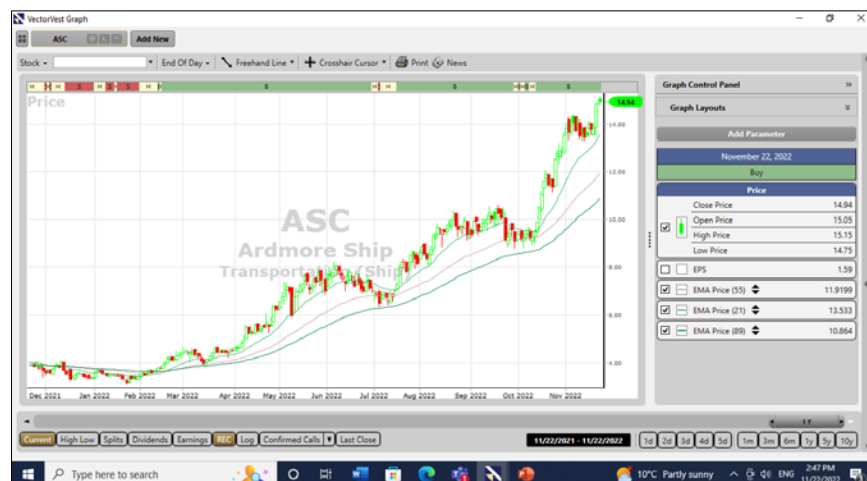 VectorVest Graph
ASC
Add New
Stock
End Of Day
Freehand Line
Crosshair Cursor
Print
News
Price
14.94
14.00
12.00
10.00
8.00
6.00
4.00
ASC
Ardmore Ship
Transportation (Ship)
Dec 2021 Jan 2022 Feb 2022 Mar 2022 Apr 2022 May 2022 Jun 2022 Jul 2022 Aug 2022 Sep 2022 Oct 2022 Nov 2022
Graph Control Panel
Graph Layouts
Add Parameter
November 22, 2022
Buy
Price
Close Price 14.94
Open Price 15.05
High Price 15.15
Low Price 14.75
EPS 1.59
EMA Price (55) 11.9199
EMA Price (21) 13.533
EMA Price (89) 10.864
1 Y
Current High Low Splits Dividends Earnings REC Log Confirmed Calls Last Close
11/22/2021 - 11/22/2022
1d 2d 3d 4d 5d 1m 3m 6m 1y 5y 10y
Type here to search
10°C Partly sunny
ENG
2:47 PM
11/22/2022